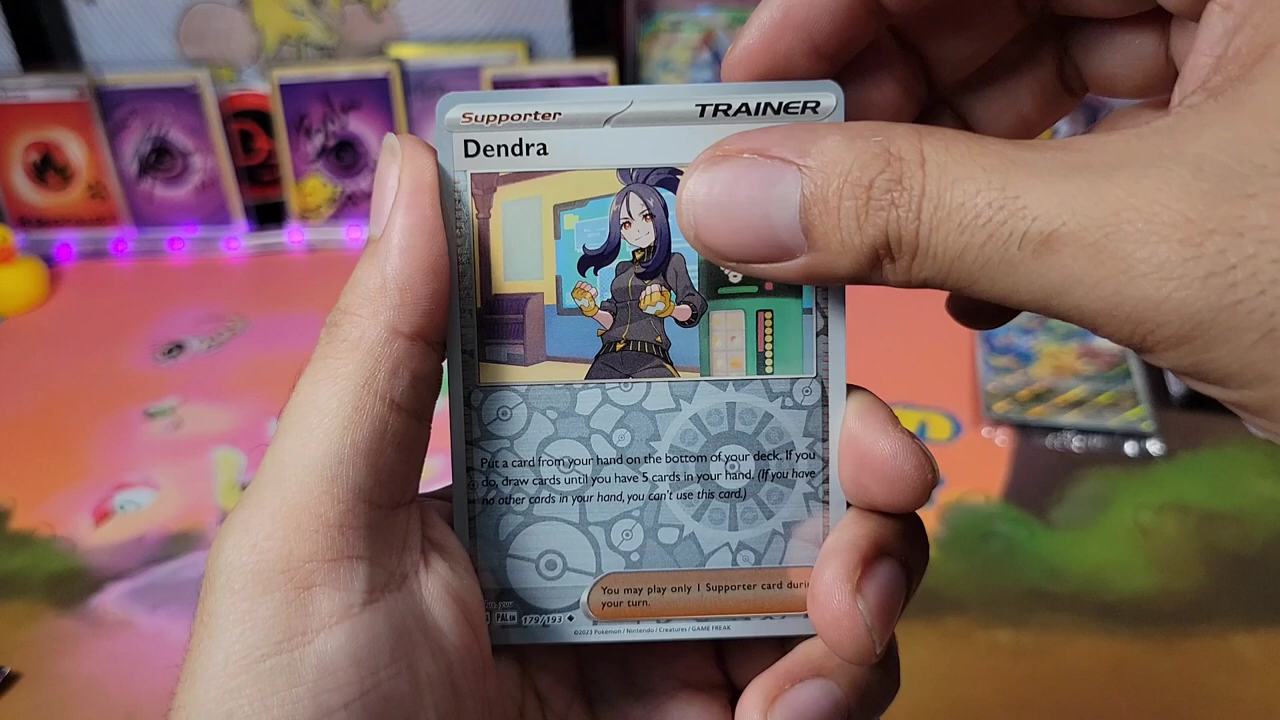 Supporter TRAINER
Dendra
Put a card from your hand on the bottom of your deck. If you
do, draw cards until you have 5 cards in your hand. (If you have
no other cards in your hand, you can't use this card.)
You may play only 1 Supporter card duri
your turn.
PAL EN 179/193
©2023 Pokémon / Nintendo / Creatures / GAME FREAK